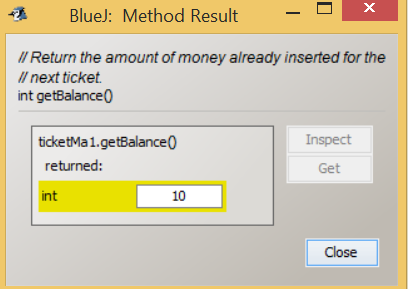 BlueJ: Method Result
// Return the amount of money already inserted for the
// next ticket.
int getBalance()
ticketMa1.getBalance()
returned:
int 10
Inspect
Get
Close